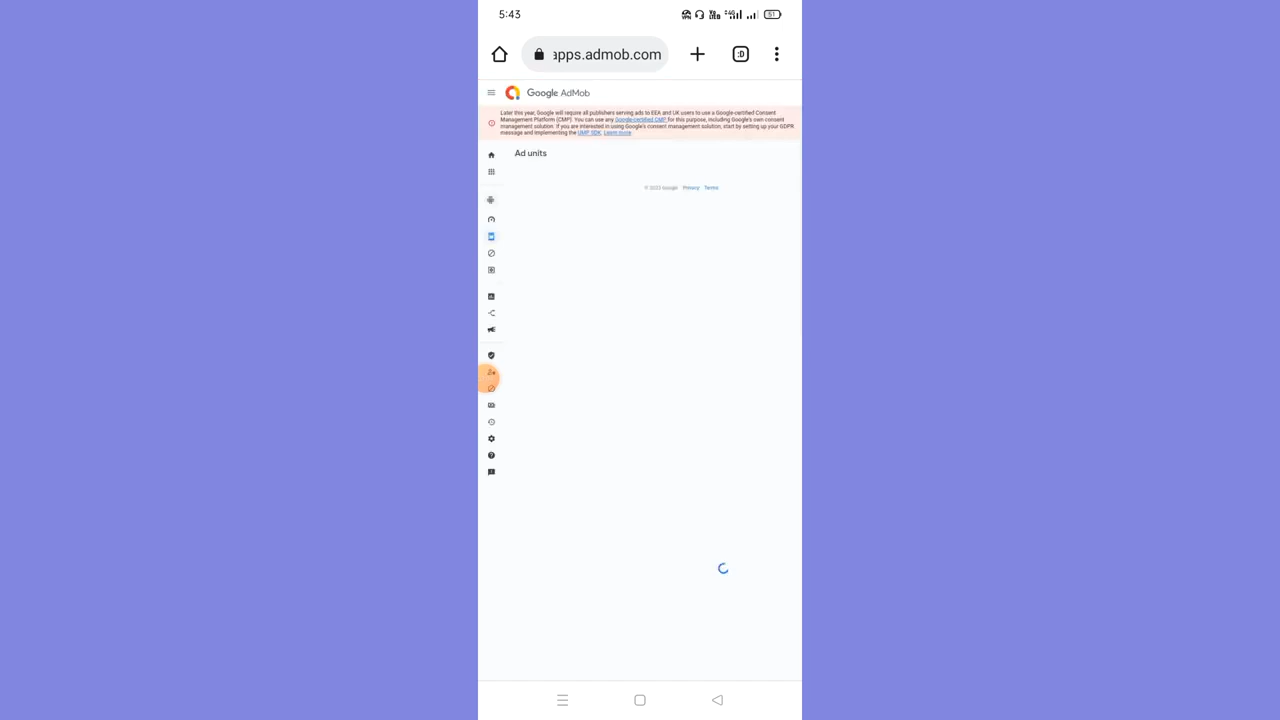 5:43
51
apps.admob.com
:D
Google AdMob
Later this year, Google will require all publishers serving ads to EEA and UK users to use a Google-certified Consent
Management Platform (CMP). You can use any Google-certified CMP for this purpose, including Google's own consent
management solution. If you are interested in using Google's consent management solution, start by setting up your GDPR
message and implementing the UMP SDK. Learn more
Ad units
© 2023 Google Privacy Terms